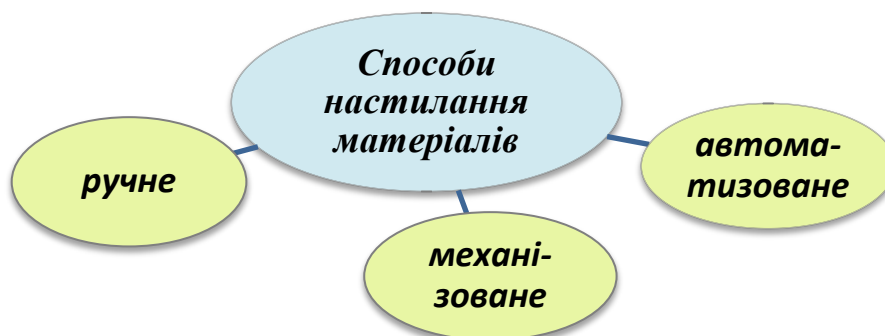 Способи
настилання
матеріалів
ручне
механі-
зоване
автома-
тизоване